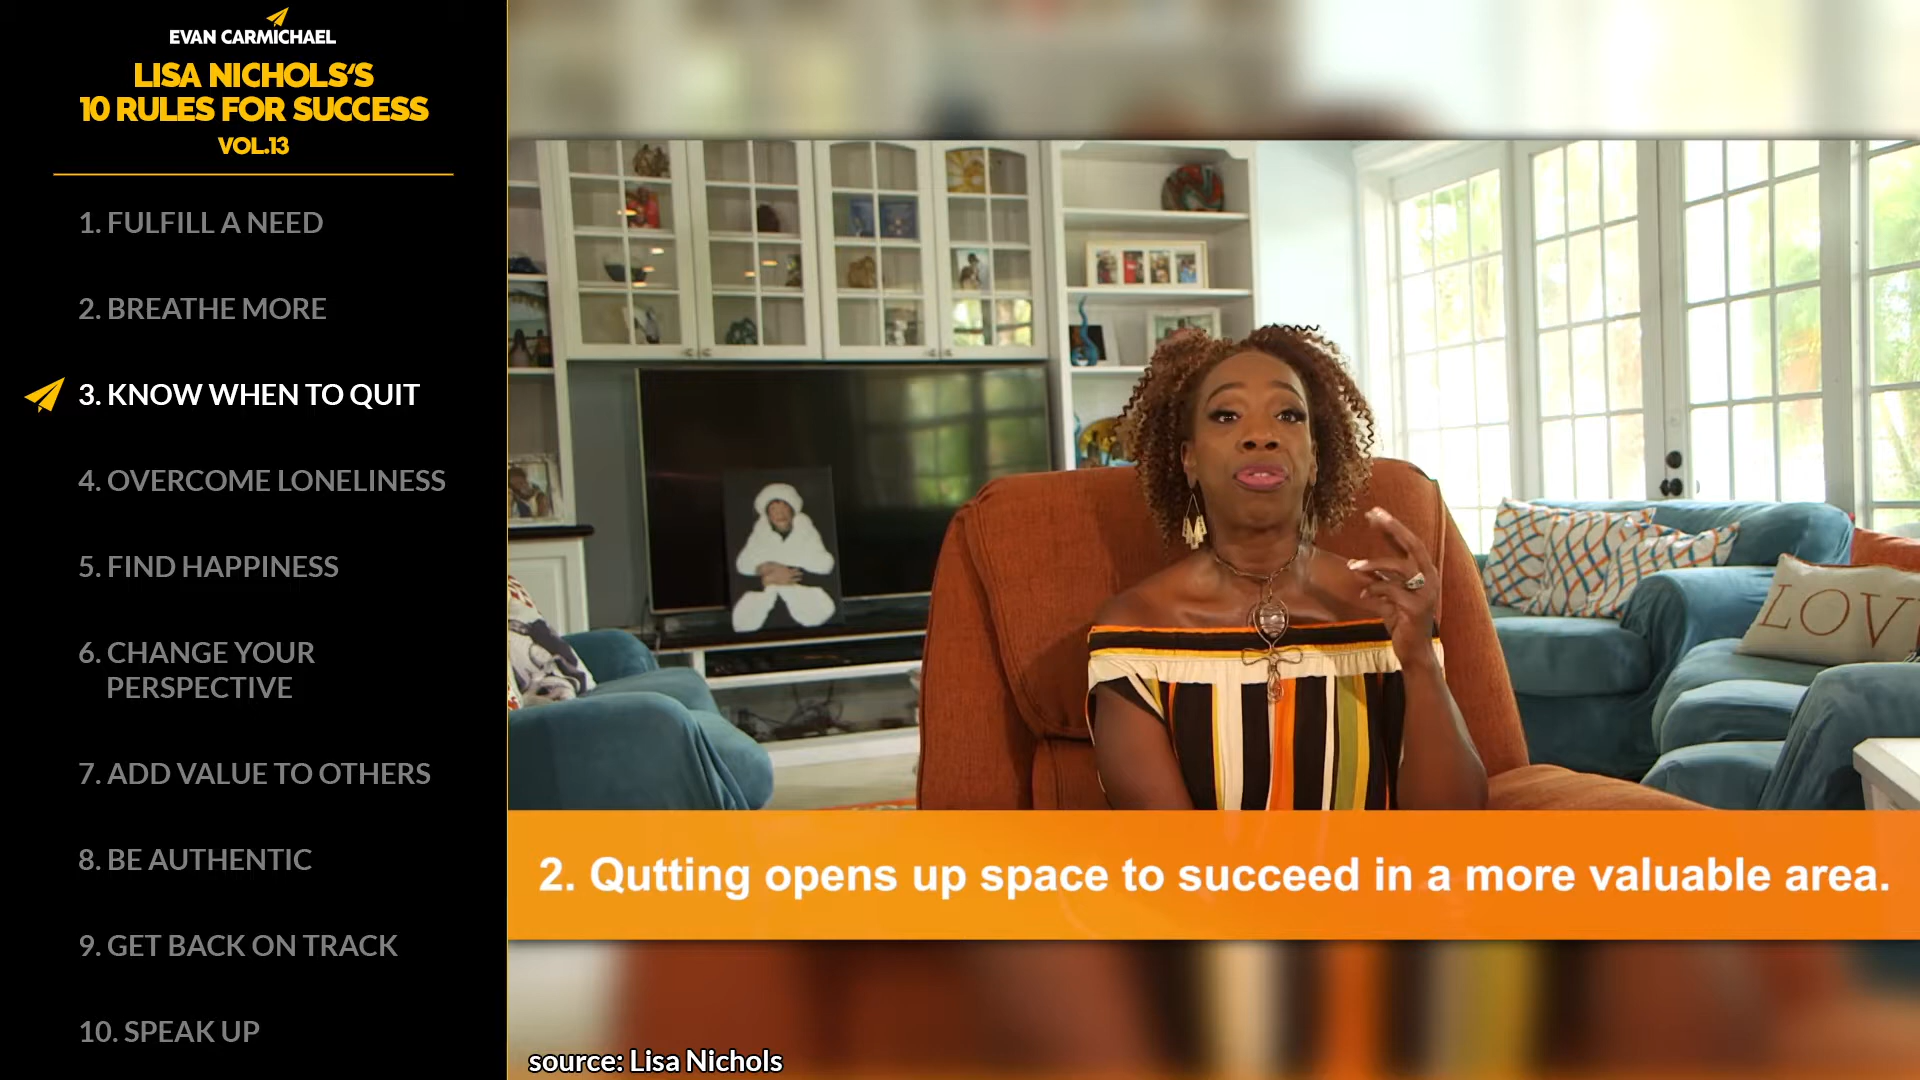 EVAN CARMICHAEL
LISA NICHOLS'S
10 RULES FOR SUCCESS
VOL.13
1. FULFILL A NEED
2. BREATHE MORE
3. KNOW WHEN TO QUIT
4. OVERCOME LONELINESS
5. FIND HAPPINESS
6. CHANGE YOUR
PERSPECTIVE
7. ADD VALUE TO OTHERS
8. BE AUTHENTIC
9. GET BACK ON TRACK
10. SPEAK UP
LOV
2. Qutting opens up space to succeed in a more valuable area.
source: Lisa Nichols